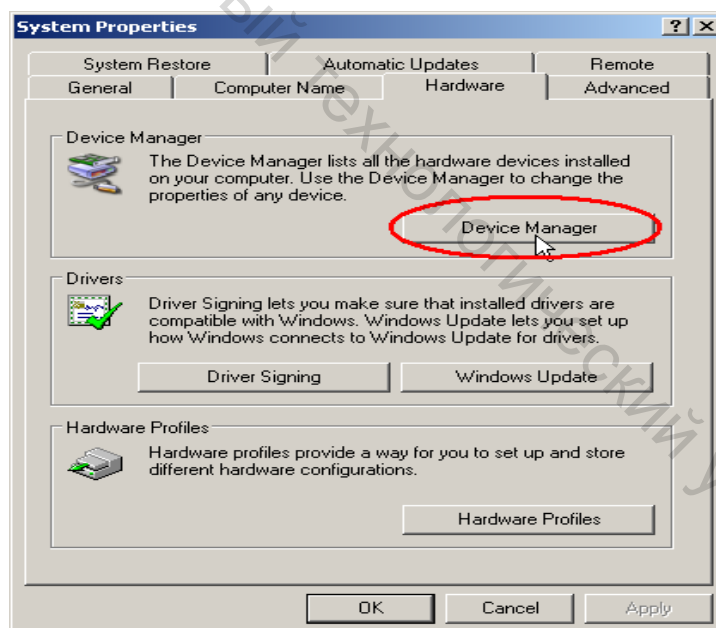 System Properties
System Restore
Automatic Updates
Remote
General
Computer Name
Hardware
Advanced
Device Manager
The Device Manager lists all the hardware devices installed
on your computer. Use the Device Manager to change the
properties of any device.
Device Manager
Drivers
Driver Signing lets you make sure that installed drivers are
compatible with Windows. Windows Update lets you set up
how Windows connects to Windows Update for drivers.
Driver Signing
Windows Update
Hardware Profiles
Hardware profiles provide a way for you to set up and store
different hardware configurations.
Hardware Profiles
OK
Cancel
Apply
технологический